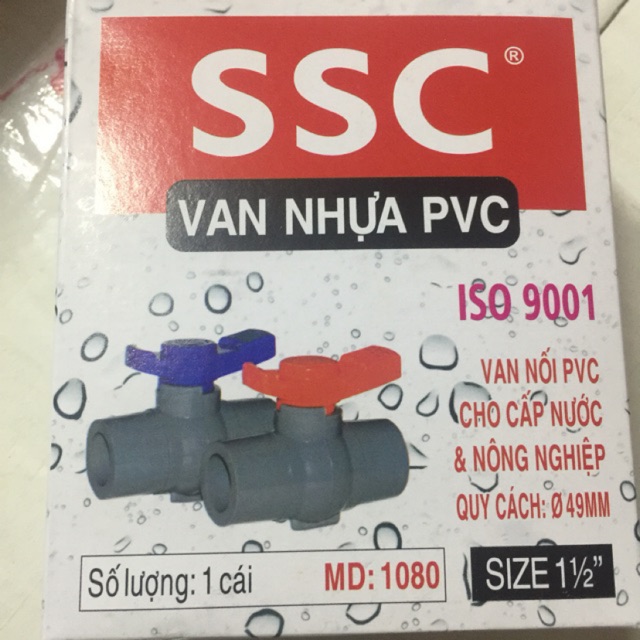 SSC®
VAN NHỰA PVC
ISO 9001
VAN NỐI PVC
CHO CẤP NƯỚC
& NÔNG NGHIỆP
QUY CÁCH: Ø 49MM
Số lượng: 1 cái MD: 1080 SIZE 1½”